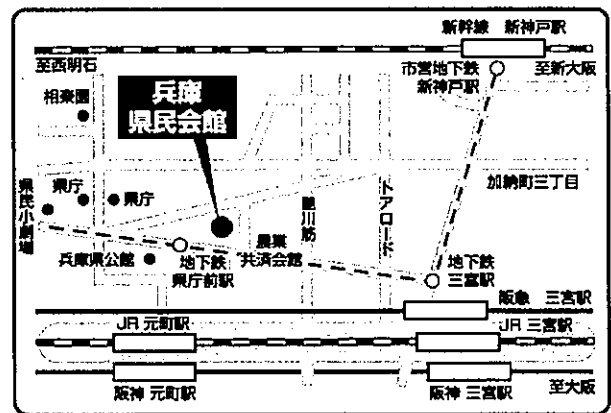 新幹線 新神戸駅
至西明石
市営地下鉄
新神戸駅
至新大阪
相楽園
兵庫
県民会館
加納町三丁目
県民小劇場
県庁
県庁
鯉川筋
トアロード
兵庫県公館
地下鉄
県庁前駅
農業
共済会館
地下鉄
三宮駅
阪急 三宮駅
JR 元町駅
JR 三宮駅
阪神 元町駅
阪神 三宮駅
至大阪